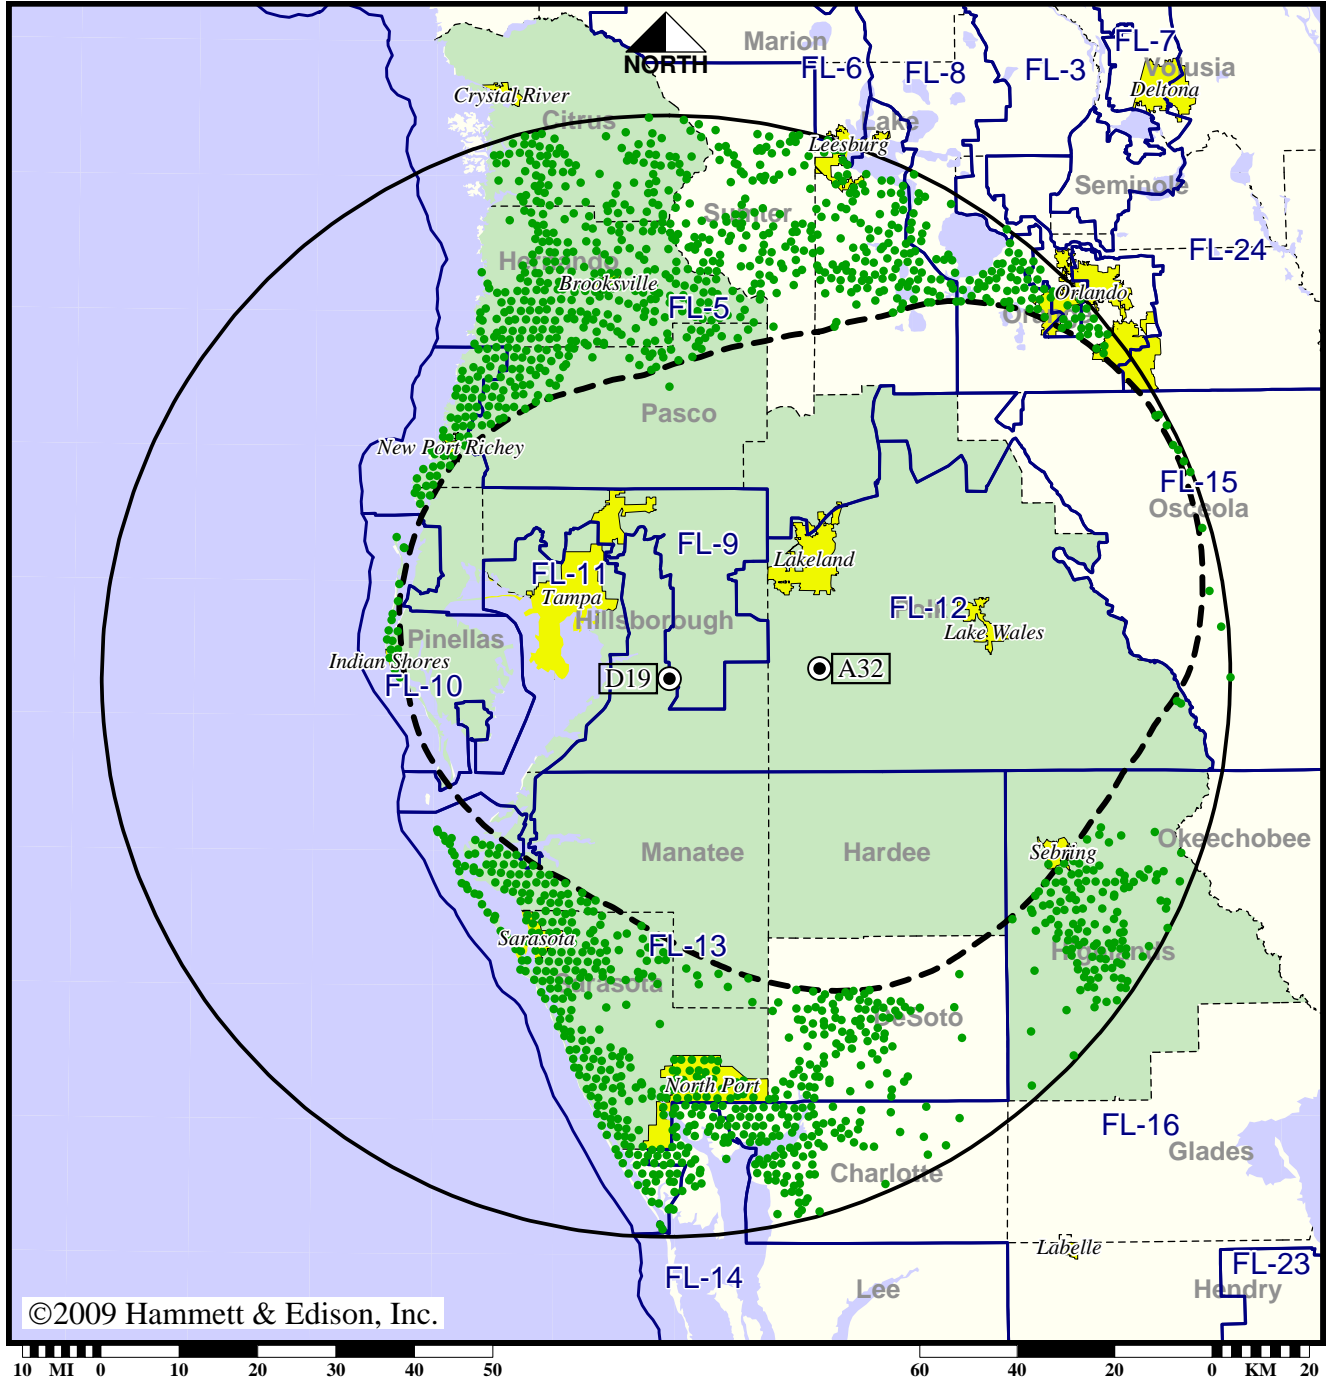 Marion
FL-7
NORTH
FL-6
FL-8
FL-3
Volusia
Deltona
Crystal River
Citrus
Lake
Leesburg
Seminole
Sumter
FL-24
Hernando
Brooksville
FL-5
Orlando
Orange
Pasco
New Port Richey
FL-15
Osceola
FL-9
Lakeland
FL-11
Tampa
Hillsborough
Polk
FL-12
Lake Wales
Pinellas
Indian Shores
FL-10
D19
A32
Manatee
Hardee
Sebring
Okeechobee
Sarasota
FL-13
Highlands
Sarasota
DeSoto
North Port
FL-16
Glades
Charlotte
Labelle
FL-14
FL-23
Lee
Hendry
©2009 Hammett & Edison, Inc.
10 MI 0 10 20 30 40 50 60 40 20 0 KM 20